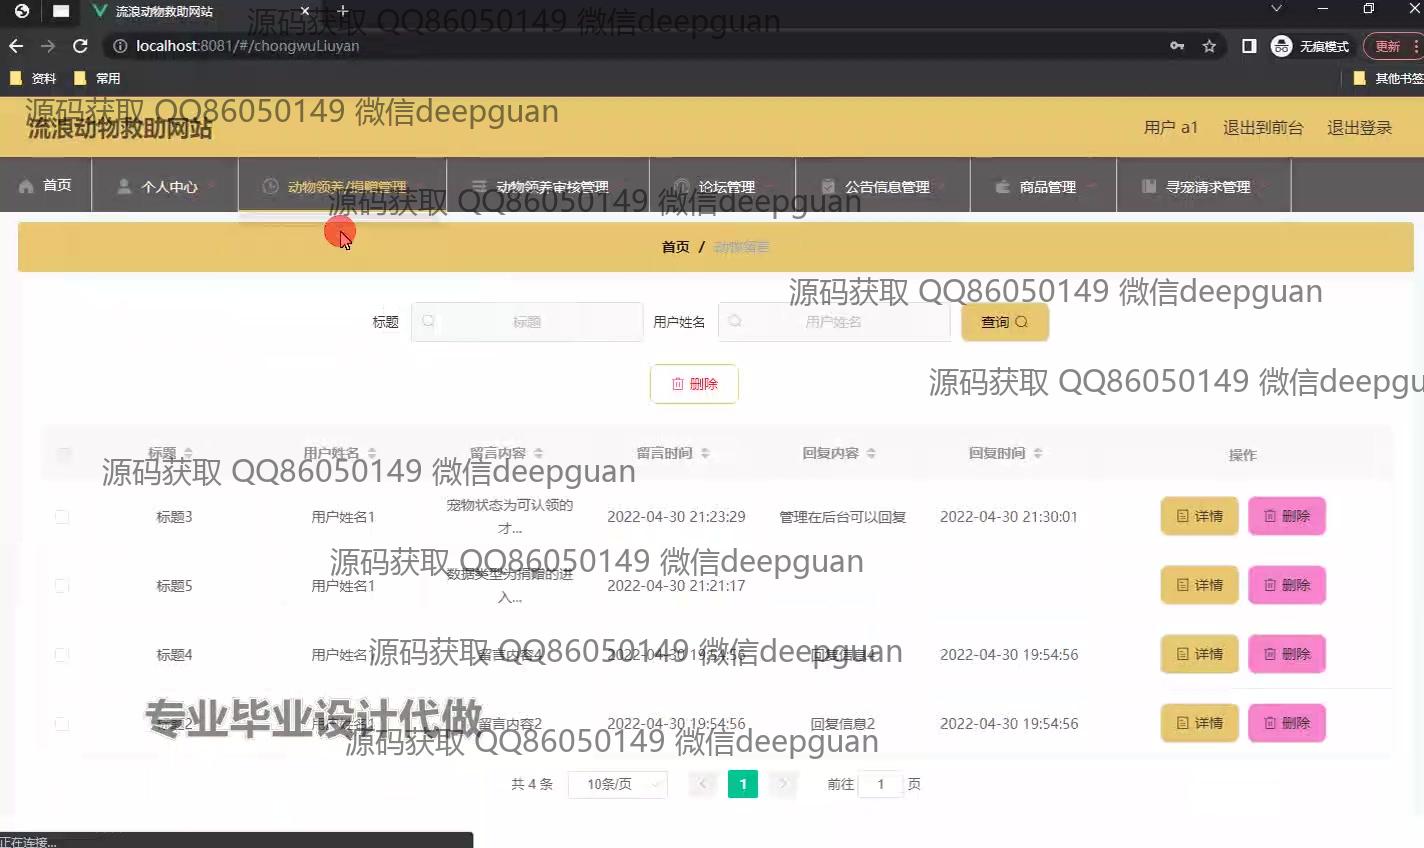 流浪动物救助网站
源码获取 QQ86050149 微信deepguan
localhost:8081/#/chongwuLiuyan
无痕模式
更新
资料
常用
其他书签
源码获取 QQ86050149 微信deepguan
流浪动物救助网站
用户 a1
退出到前台
退出登录
首页
个人中心
动物领养/捐赠管理
动物领养审核管理
论坛管理
公告信息管理
商品管理
寻宠请求管理
源码获取 QQ86050149 微信deepguan
首页 / 动物留言
源码获取 QQ86050149 微信deepguan
标题
标题
用户姓名
用户姓名
查询
删除
源码获取 QQ86050149 微信deepgu
标题 用户姓名 留言内容 留言时间 回复内容 回复时间 操作
源码获取 QQ86050149 微信deepguan
标题3 用户姓名1 宠物状态为可认领的才... 2022-04-30 21:23:29 管理在后台可以回复 2022-04-30 21:30:01 详情 删除
源码获取 QQ86050149 微信deepguan
标题5 用户姓名1 数据类型为捐赠的进入... 2022-04-30 21:21:17 详情 删除
源码获取 QQ86050149 微信deepguan
标题4 用户姓名1 留言内容4 2022-04-30 19:54:56 回复信息4 2022-04-30 19:54:56 详情 删除
专业毕业设计代做
标题2 用户姓名1 留言内容2 2022-04-30 19:54:56 回复信息2 2022-04-30 19:54:56 详情 删除
源码获取 QQ86050149 微信deepguan
共 4 条 10条/页 1 前往 1 页
正在连接...